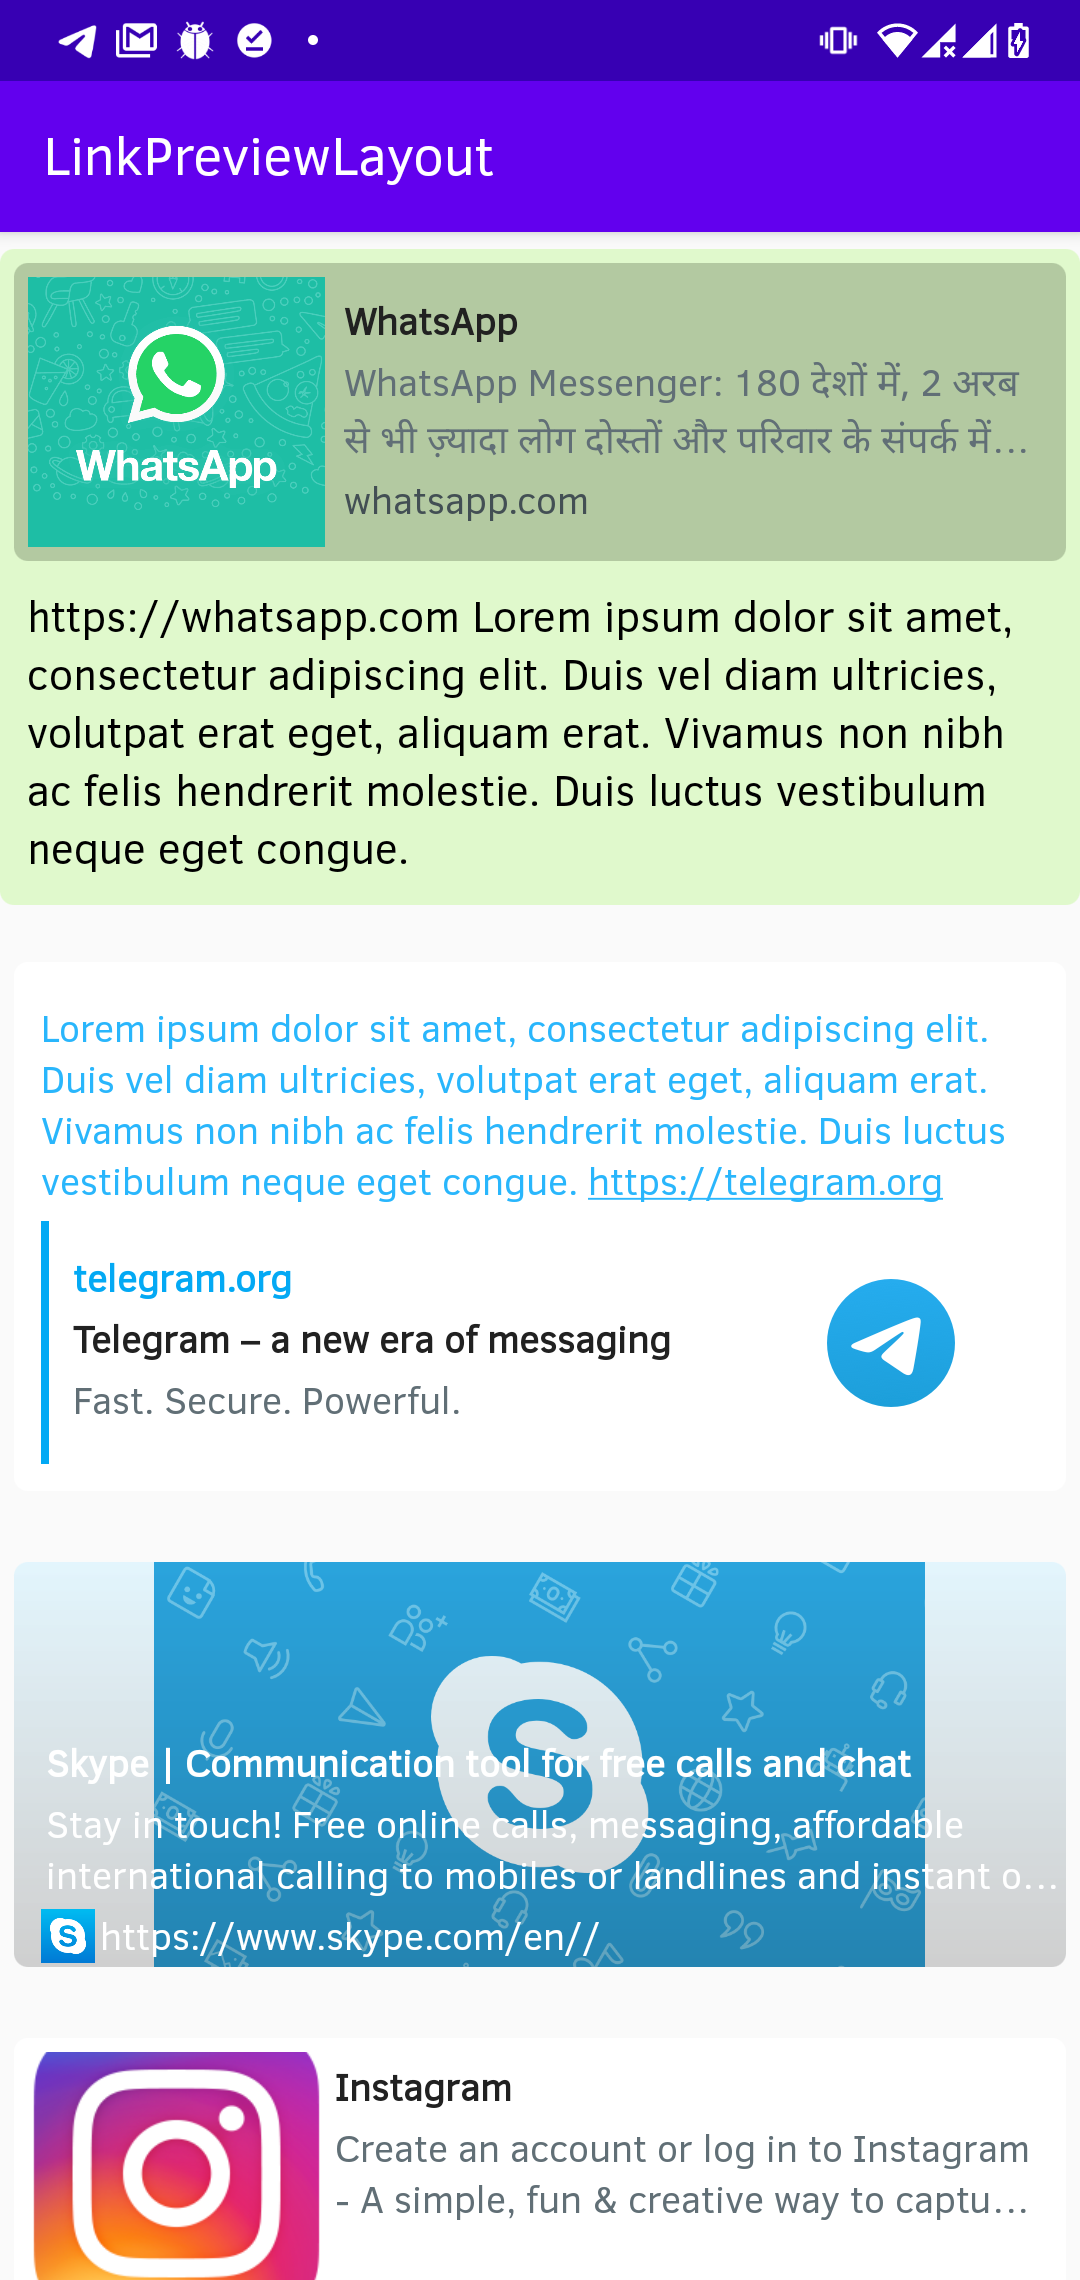 LinkPreviewLayout
WhatsApp
WhatsApp
WhatsApp Messenger: 180 देशों में, 2 अरब
से भी ज़्यादा लोग दोस्तों और परिवार के संपर्क में...
whatsapp.com
https://whatsapp.com Lorem ipsum dolor sit amet,
consectetur adipiscing elit. Duis vel diam ultricies,
volutpat erat eget, aliquam erat. Vivamus non nibh
ac felis hendrerit molestie. Duis luctus vestibulum
neque eget congue.
Lorem ipsum dolor sit amet, consectetur adipiscing elit.
Duis vel diam ultricies, volutpat erat eget, aliquam erat.
Vivamus non nibh ac felis hendrerit molestie. Duis luctus
vestibulum neque eget congue. https://telegram.org
telegram.org
Telegram – a new era of messaging
Fast. Secure. Powerful.
Skype | Communication tool for free calls and chat
Stay in touch! Free online calls, messaging, affordable
international calling to mobiles or landlines and instant o...
https://www.skype.com/en//
Instagram
Create an account or log in to Instagram
- A simple, fun & creative way to captu...